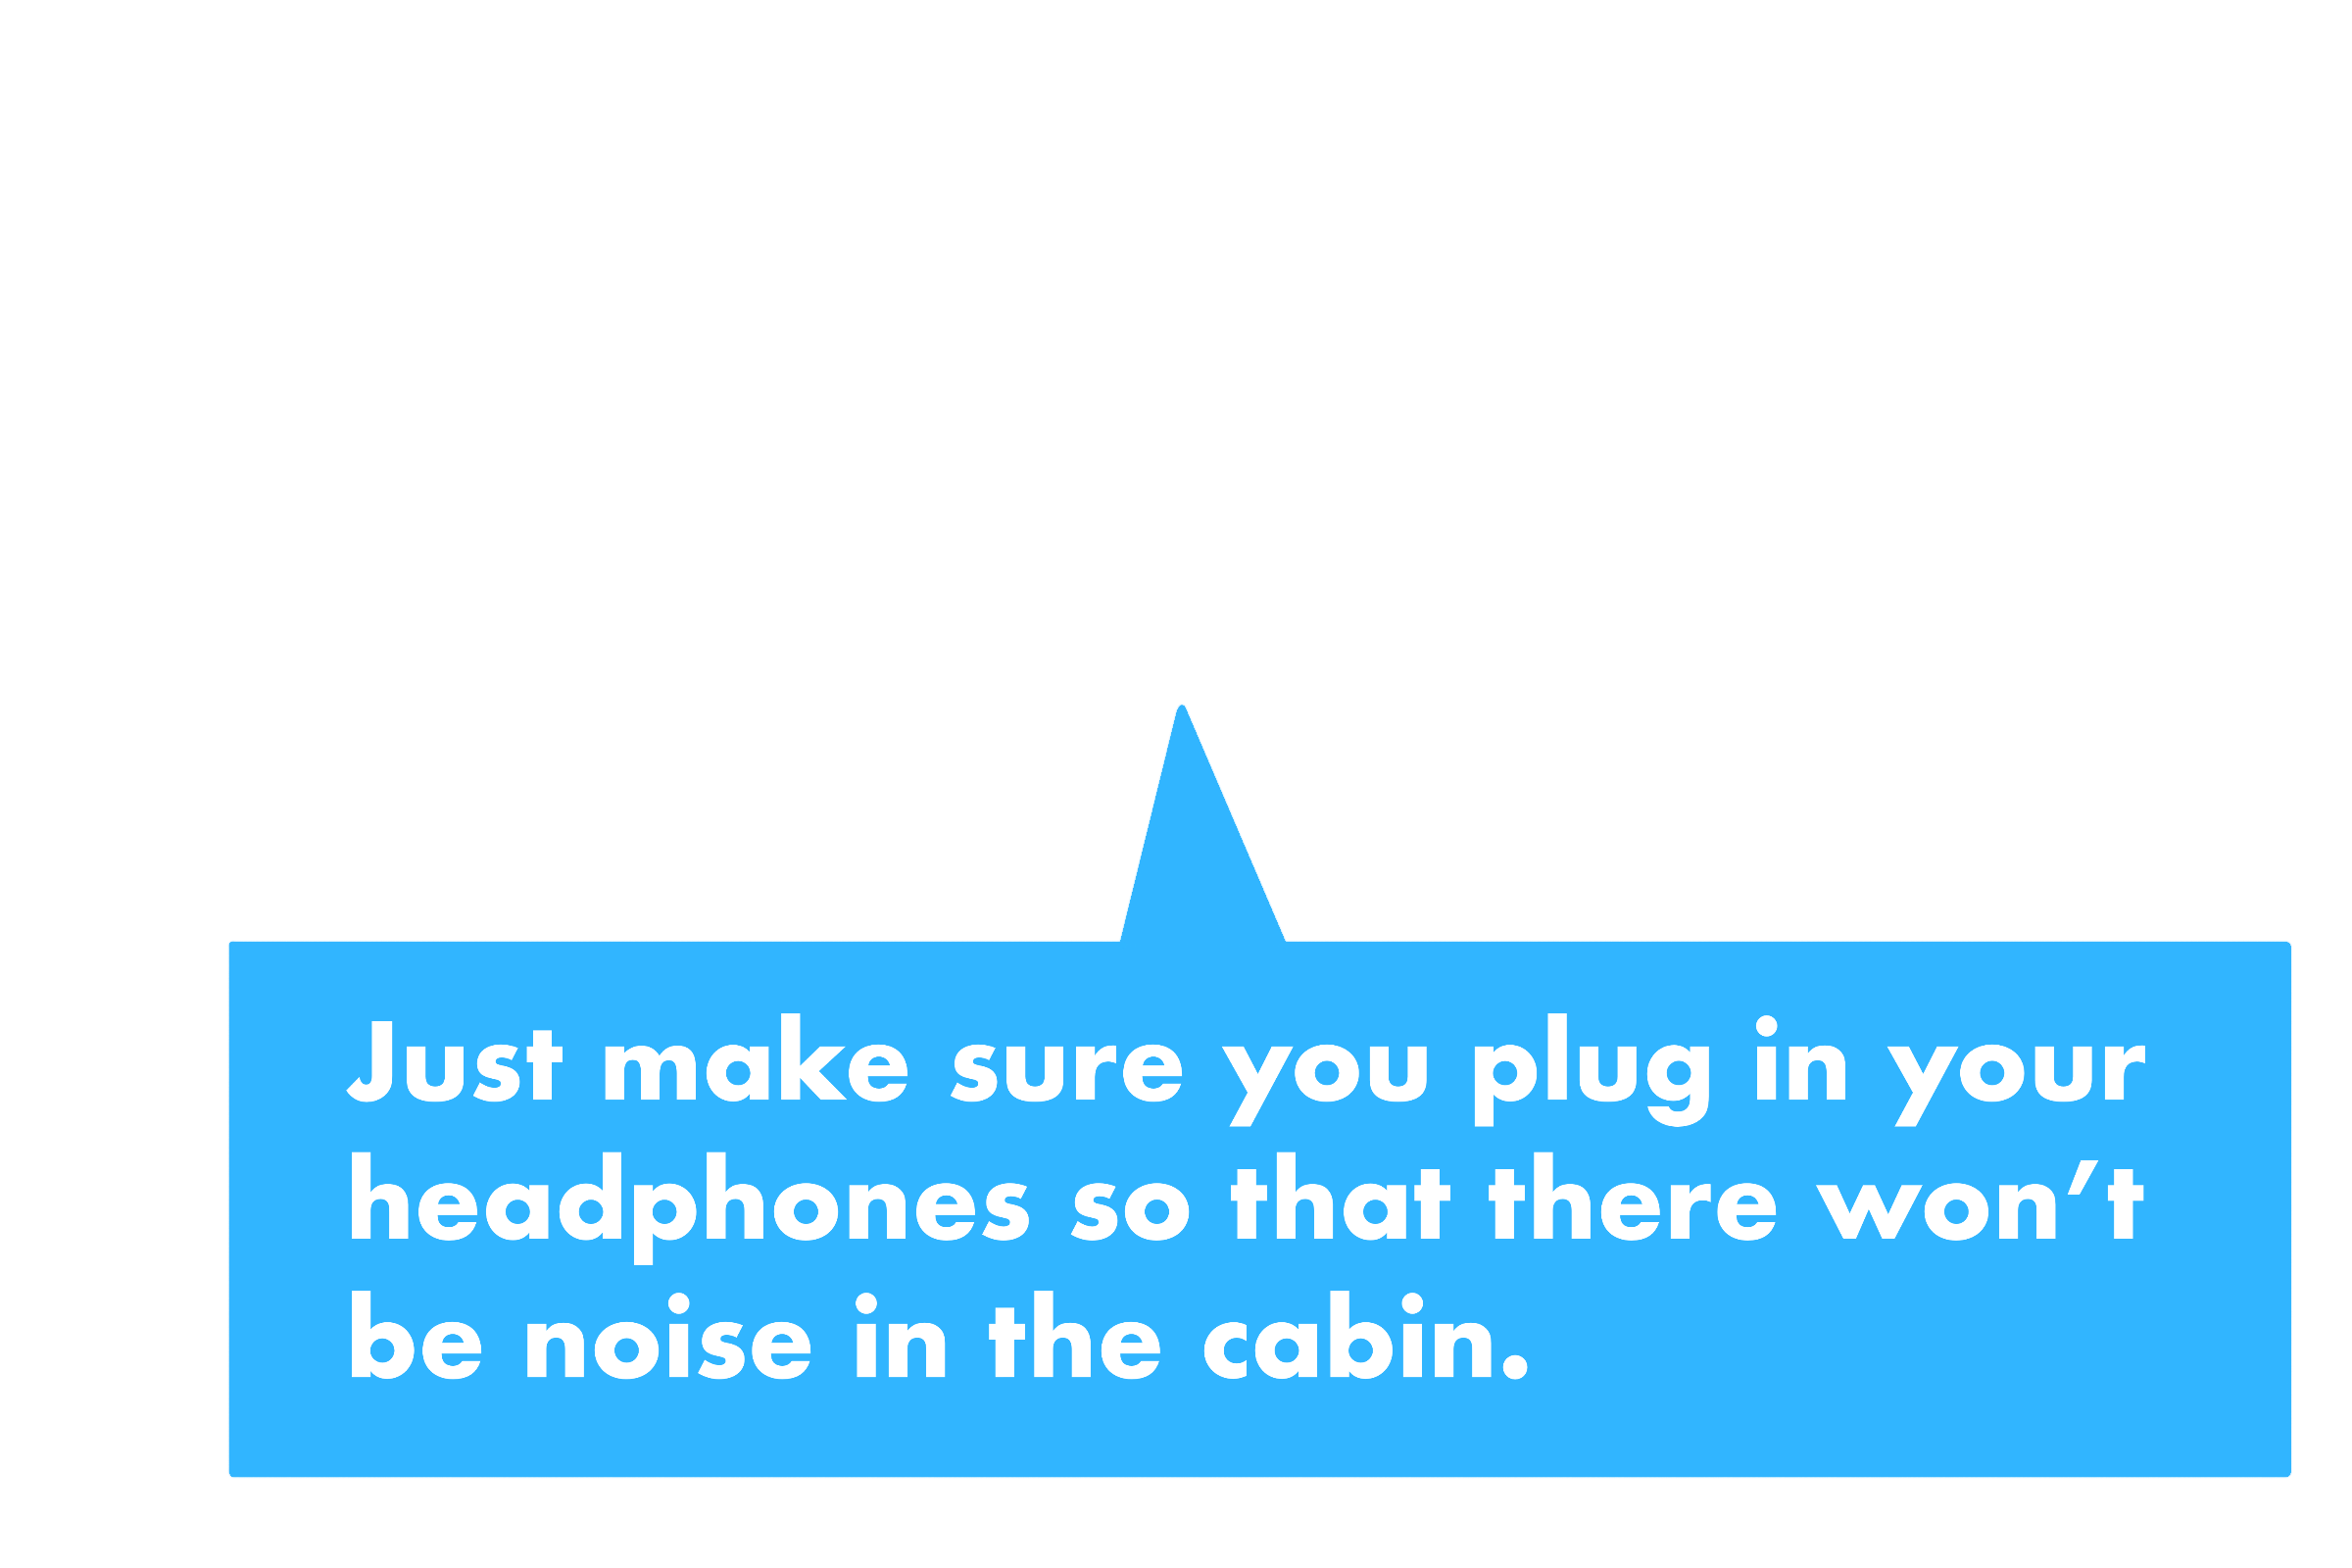 Just make sure you plug in your
headphones so that there won’t
be noise in the cabin.